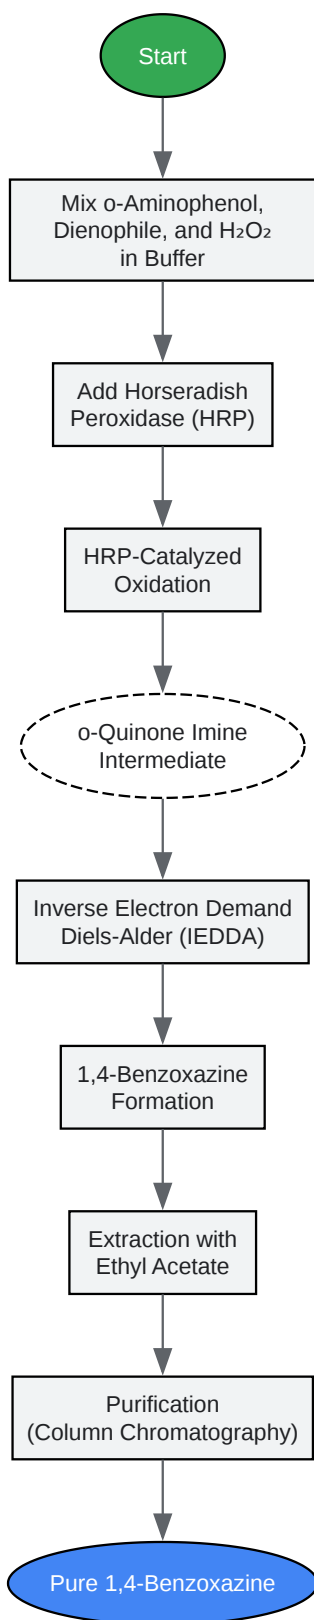 Start
Mix o-Aminophenol,
Dienophile, and H₂O₂
in Buffer
Add Horseradish
Peroxidase (HRP)
HRP-Catalyzed
Oxidation
o-Quinone Imine
Intermediate
Inverse Electron Demand
Diels-Alder (IEDDA)
1,4-Benzoxazine
Formation
Extraction with
Ethyl Acetate
Purification
(Column Chromatography)
Pure 1,4-Benzoxazine